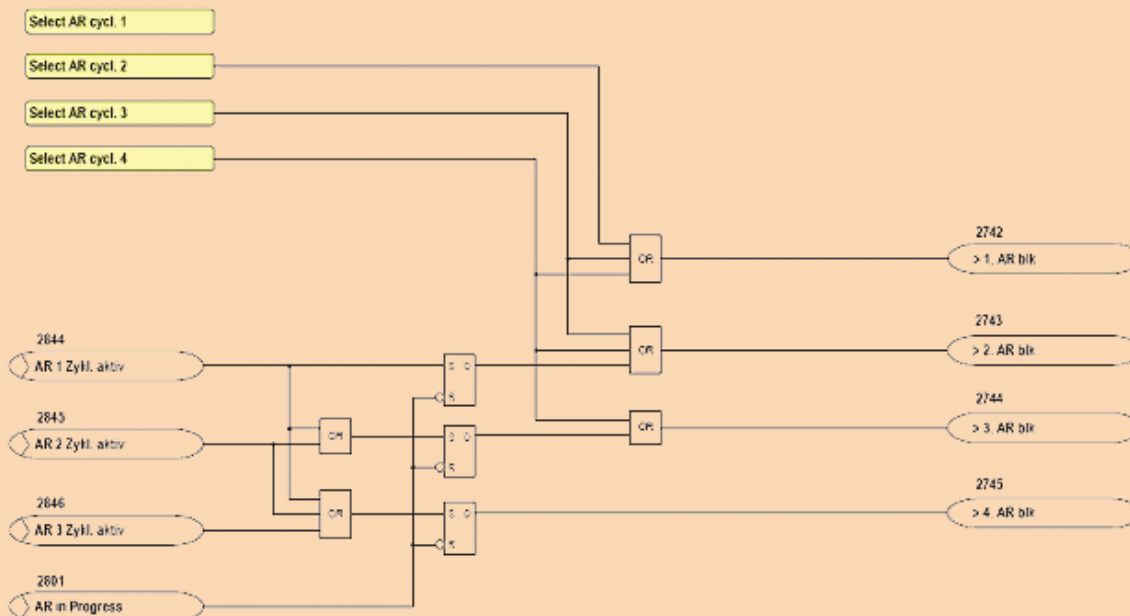 Select AR cycl. 1
Select AR cycl. 2
Select AR cycl. 3
Select AR cycl. 4
2742
OR
> 1. AR blk
2743
OR
> 2. AR blk
2844
AR 1 Zykl. aktiv
S Q
R
2744
OR
> 3. AR blk
2845
AR 2 Zykl. aktiv
OR
S Q
R
2745
> 4. AR blk
2846
AR 3 Zykl. aktiv
OR
S Q
R
2801
AR in Progress